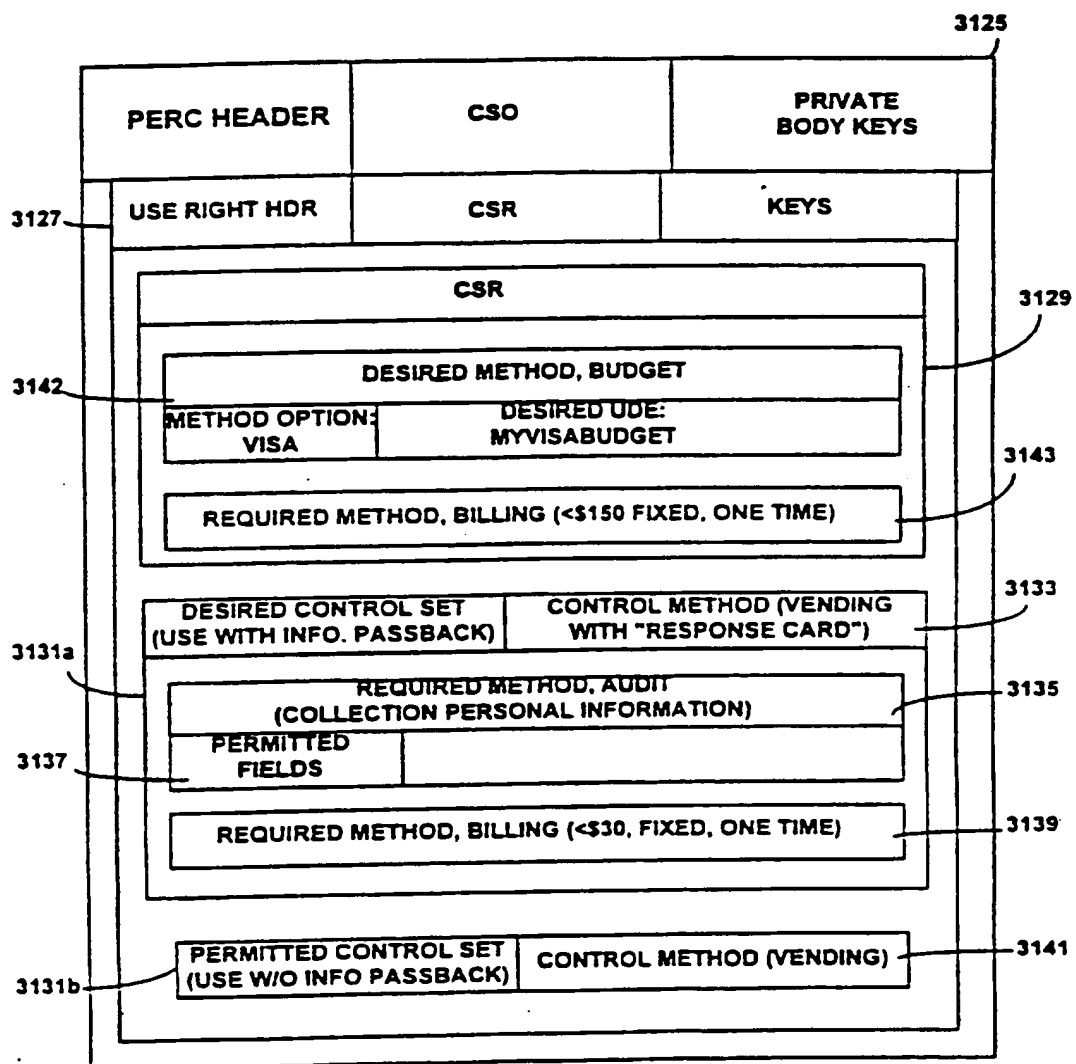 3125
PERC HEADER
CSO
PRIVATE
BODY KEYS
3127
USE RIGHT HDR
CSR
KEYS
CSR
3129
3142
DESIRED METHOD, BUDGET
METHOD OPTION:
VISA
DESIRED UDE:
MYVISABUDGET
3143
REQUIRED METHOD, BILLING (<$150 FIXED, ONE TIME)
3133
DESIRED CONTROL SET
(USE WITH INFO. PASSBACK)
CONTROL METHOD (VENDING
WITH "RESPONSE CARD")
3131a
REQUIRED METHOD, AUDIT
(COLLECTION PERSONAL INFORMATION)
3135
3137
PERMITTED
FIELDS
REQUIRED METHOD, BILLING (<$30, FIXED, ONE TIME)
3139
PERMITTED CONTROL SET
(USE W/O INFO PASSBACK)
CONTROL METHOD (VENDING)
3141
3131b